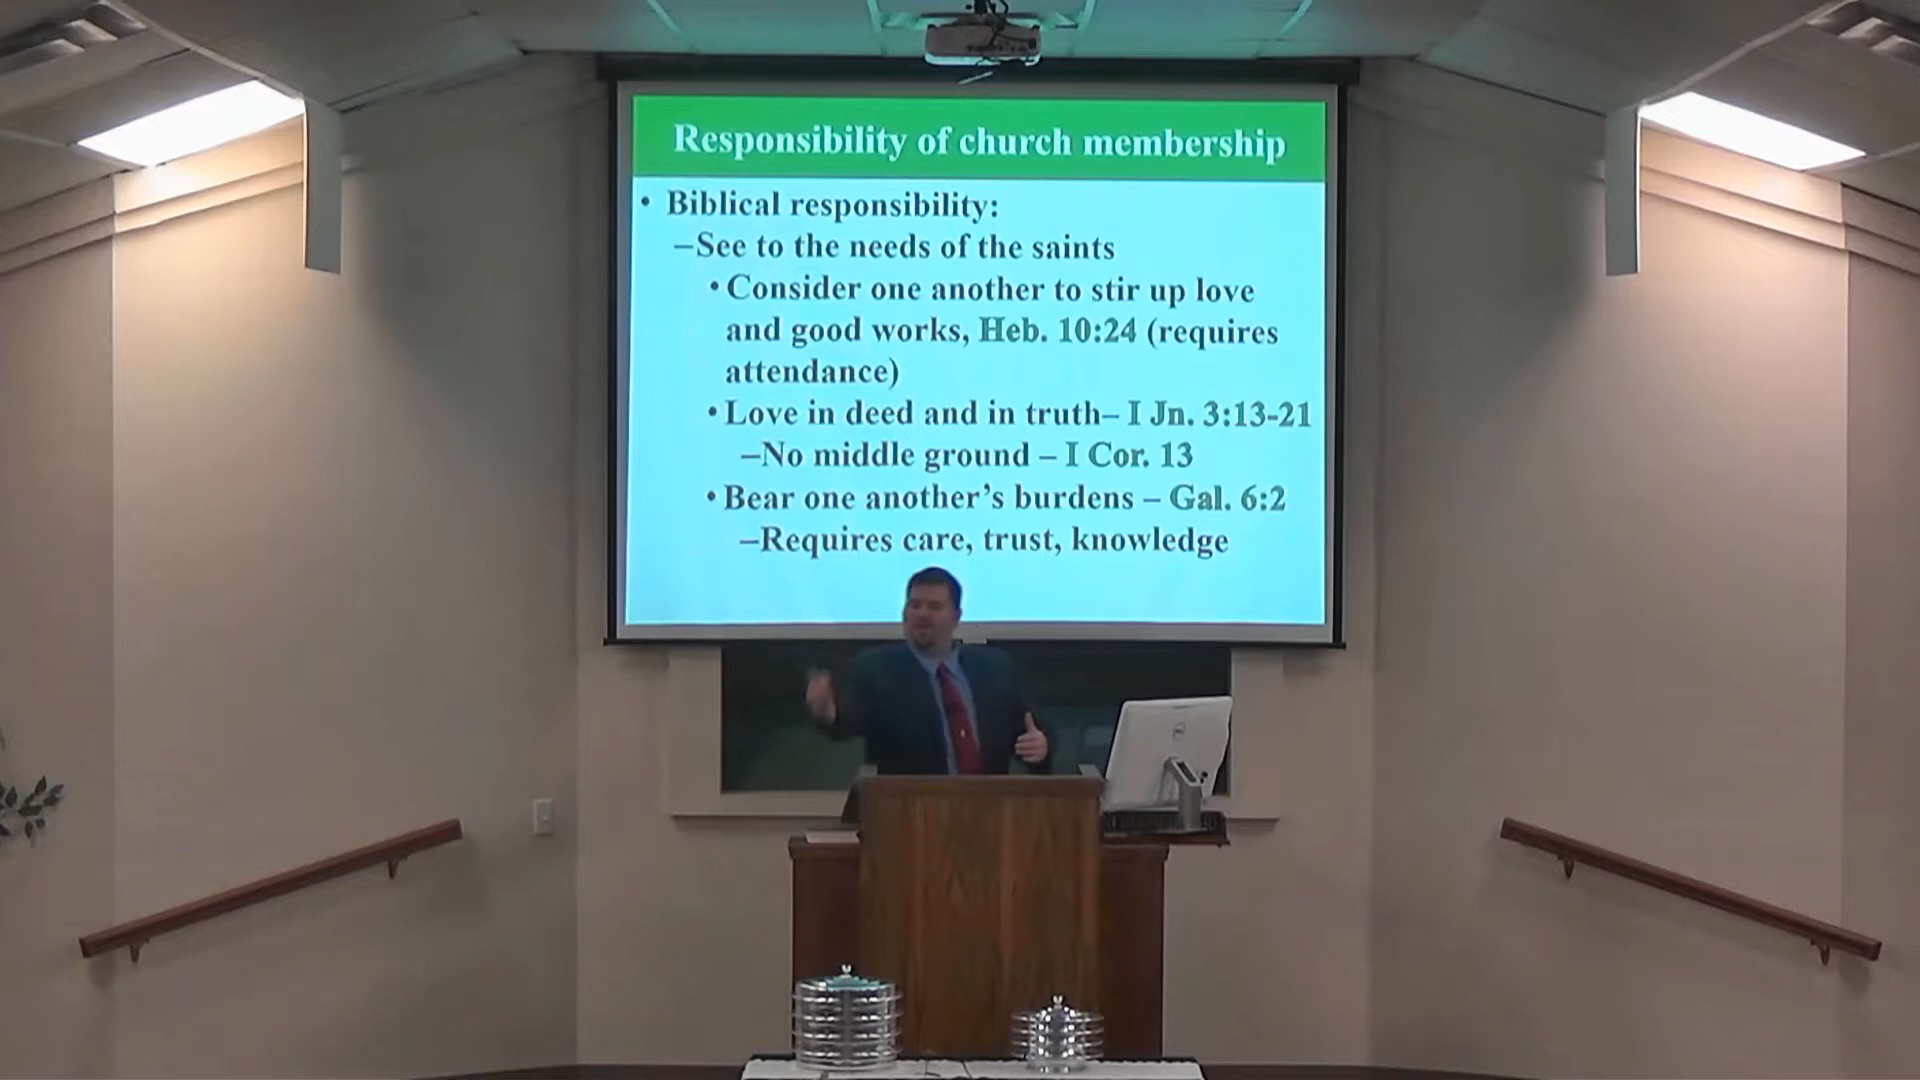 Responsibility of church membership
• Biblical responsibility:
–See to the needs of the saints
• Consider one another to stir up love
and good works, Heb. 10:24 (requires
attendance)
• Love in deed and in truth– I Jn. 3:13-21
–No middle ground – I Cor. 13
• Bear one another’s burdens – Gal. 6:2
–Requires care, trust, knowledge
DELL